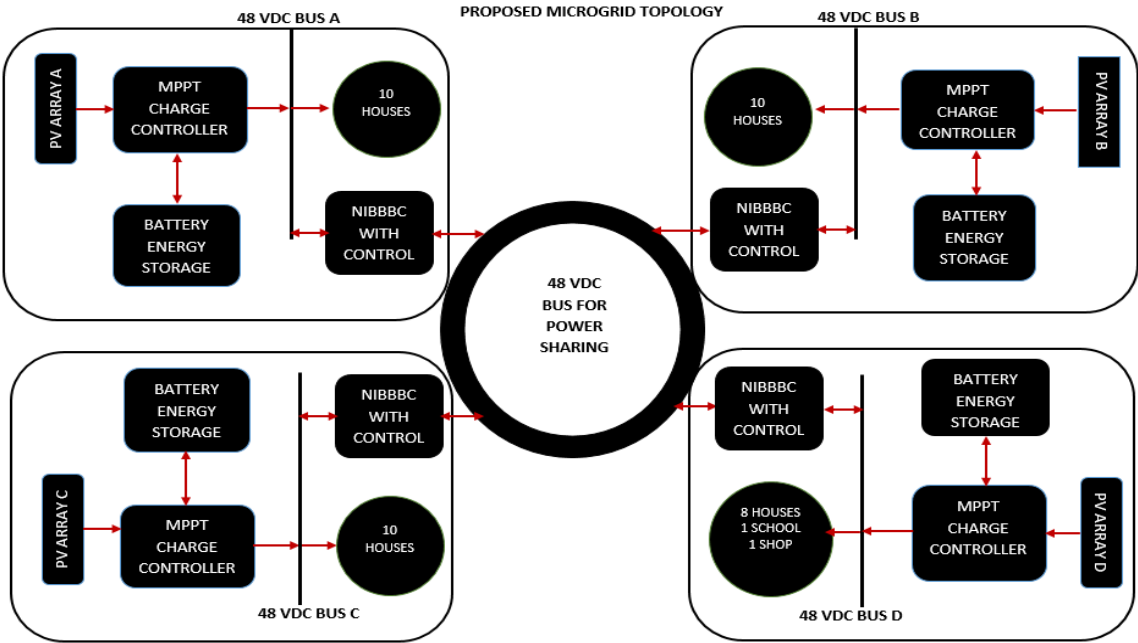 PROPOSED MICROGRID TOPOLOGY
48 VDC BUS A
PV ARRAY A
MPPT
CHARGE
CONTROLLER
10
HOUSES
BATTERY
ENERGY
STORAGE
NIBBBC
WITH
CONTROL
48 VDC BUS B
10
HOUSES
MPPT
CHARGE
CONTROLLER
PV ARRAY B
NIBBBC
WITH
CONTROL
BATTERY
ENERGY
STORAGE
48 VDC
BUS FOR
POWER
SHARING
BATTERY
ENERGY
STORAGE
NIBBBC
WITH
CONTROL
PV ARRAY C
MPPT
CHARGE
CONTROLLER
10
HOUSES
48 VDC BUS C
NIBBBC
WITH
CONTROL
BATTERY
ENERGY
STORAGE
8 HOUSES
1 SCHOOL
1 SHOP
MPPT
CHARGE
CONTROLLER
PV ARRAY D
48 VDC BUS D